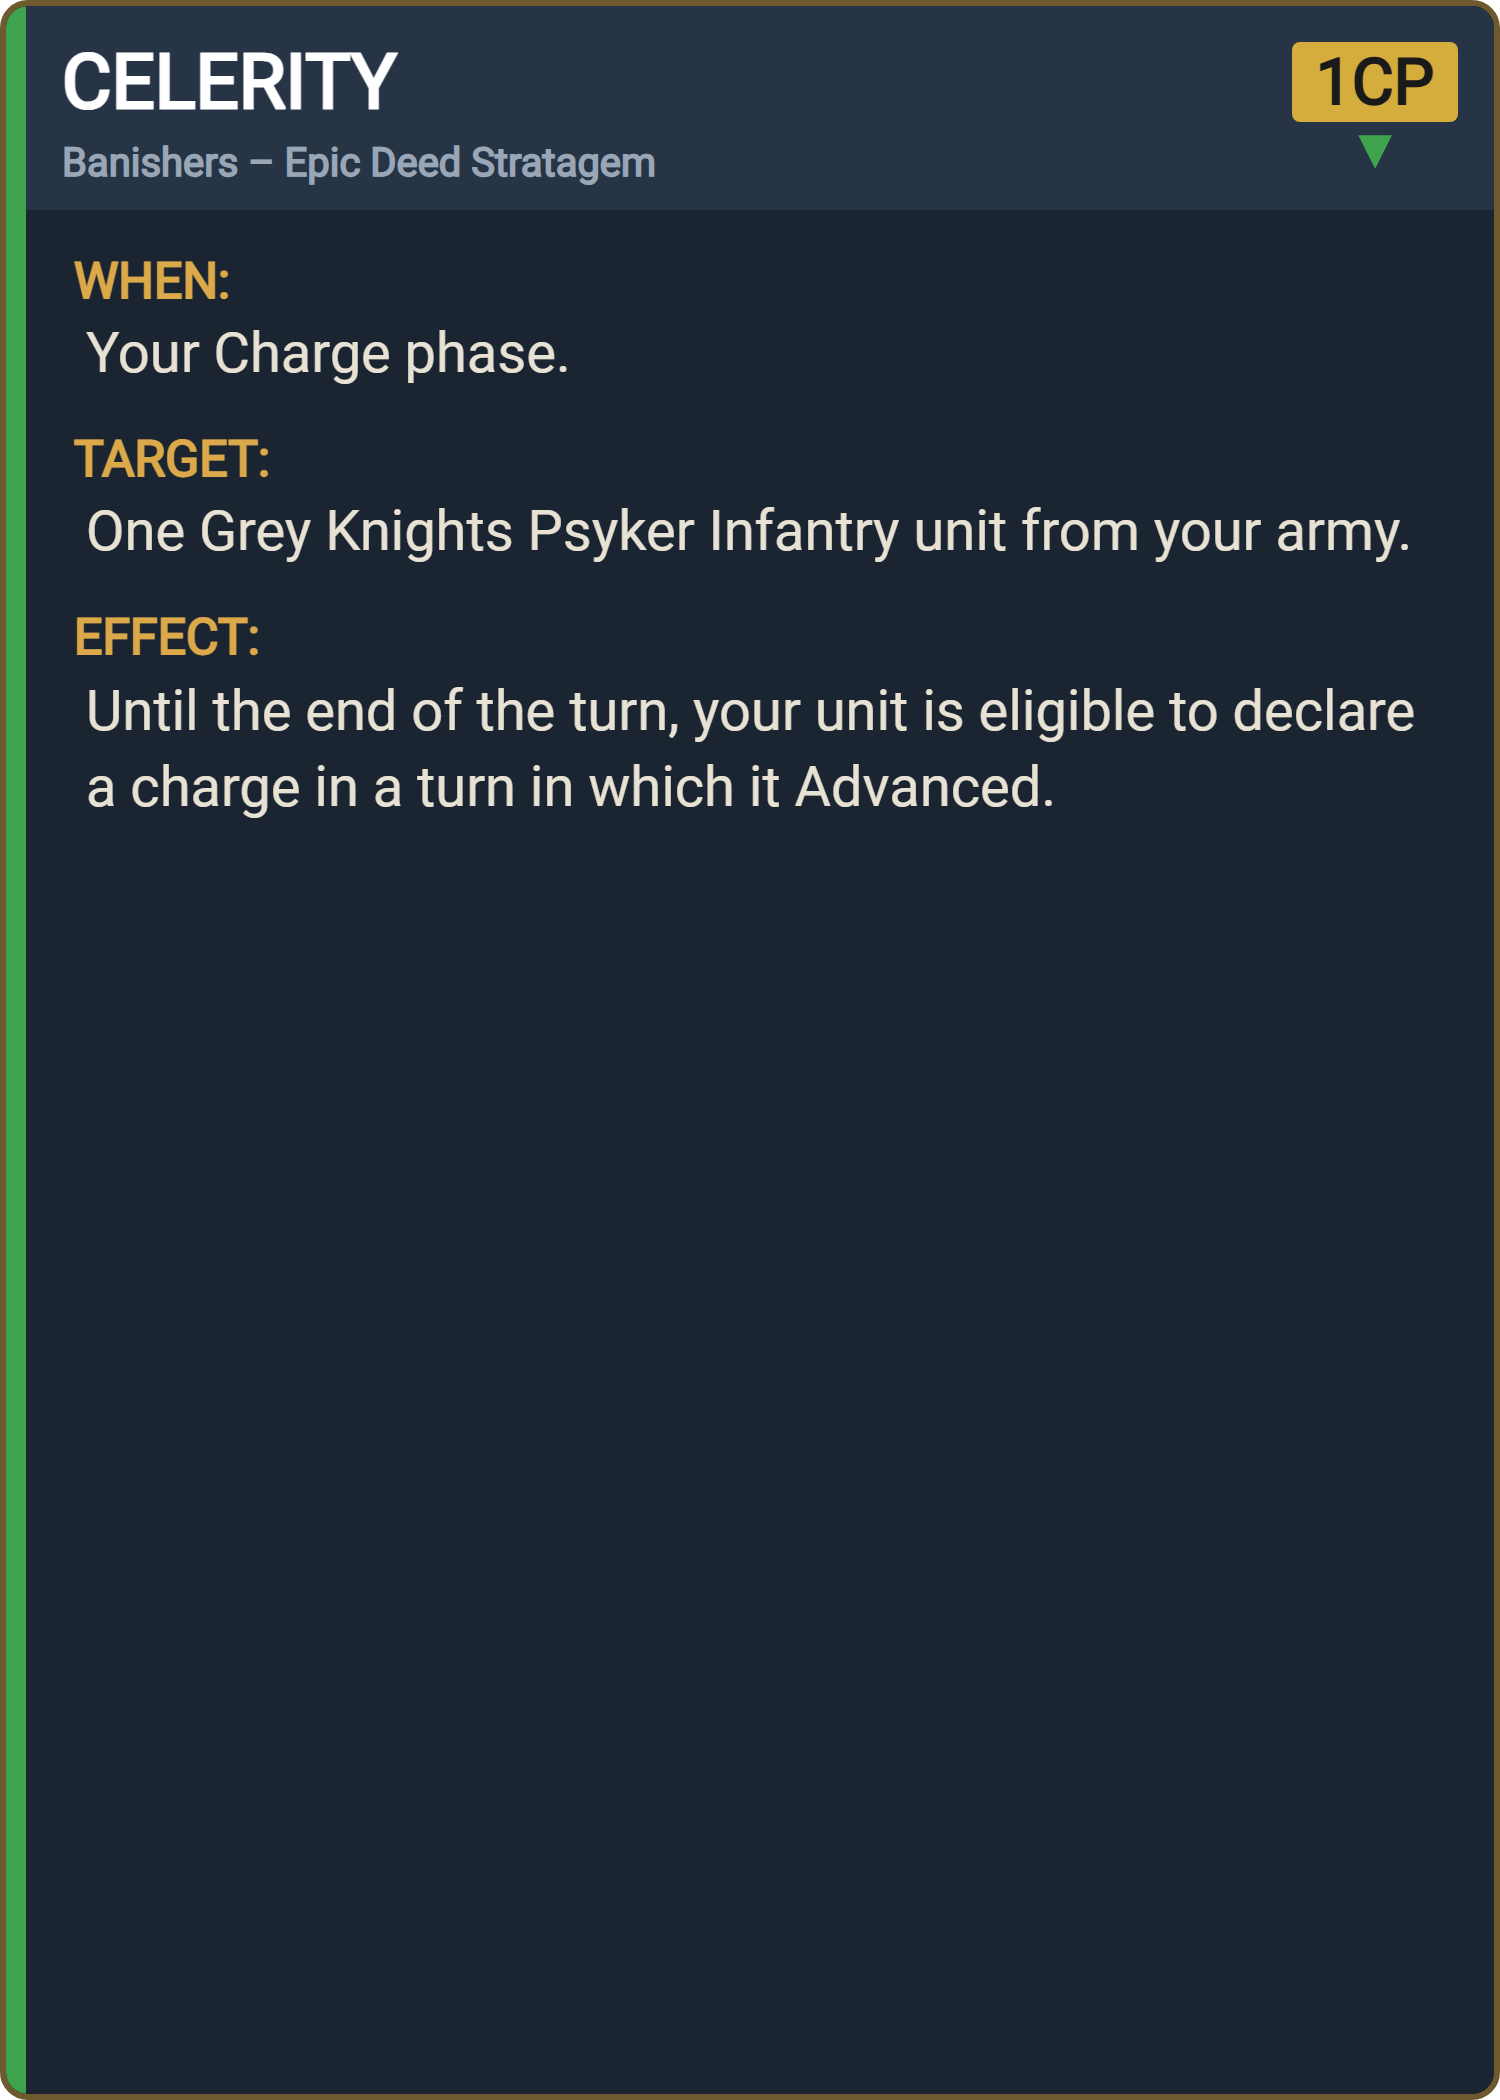 CELERITY
1CP
Banishers – Epic Deed Stratagem
WHEN:
Your Charge phase.
TARGET:
One Grey Knights Psyker Infantry unit from your army.
EFFECT:
Until the end of the turn, your unit is eligible to declare
a charge in a turn in which it Advanced.